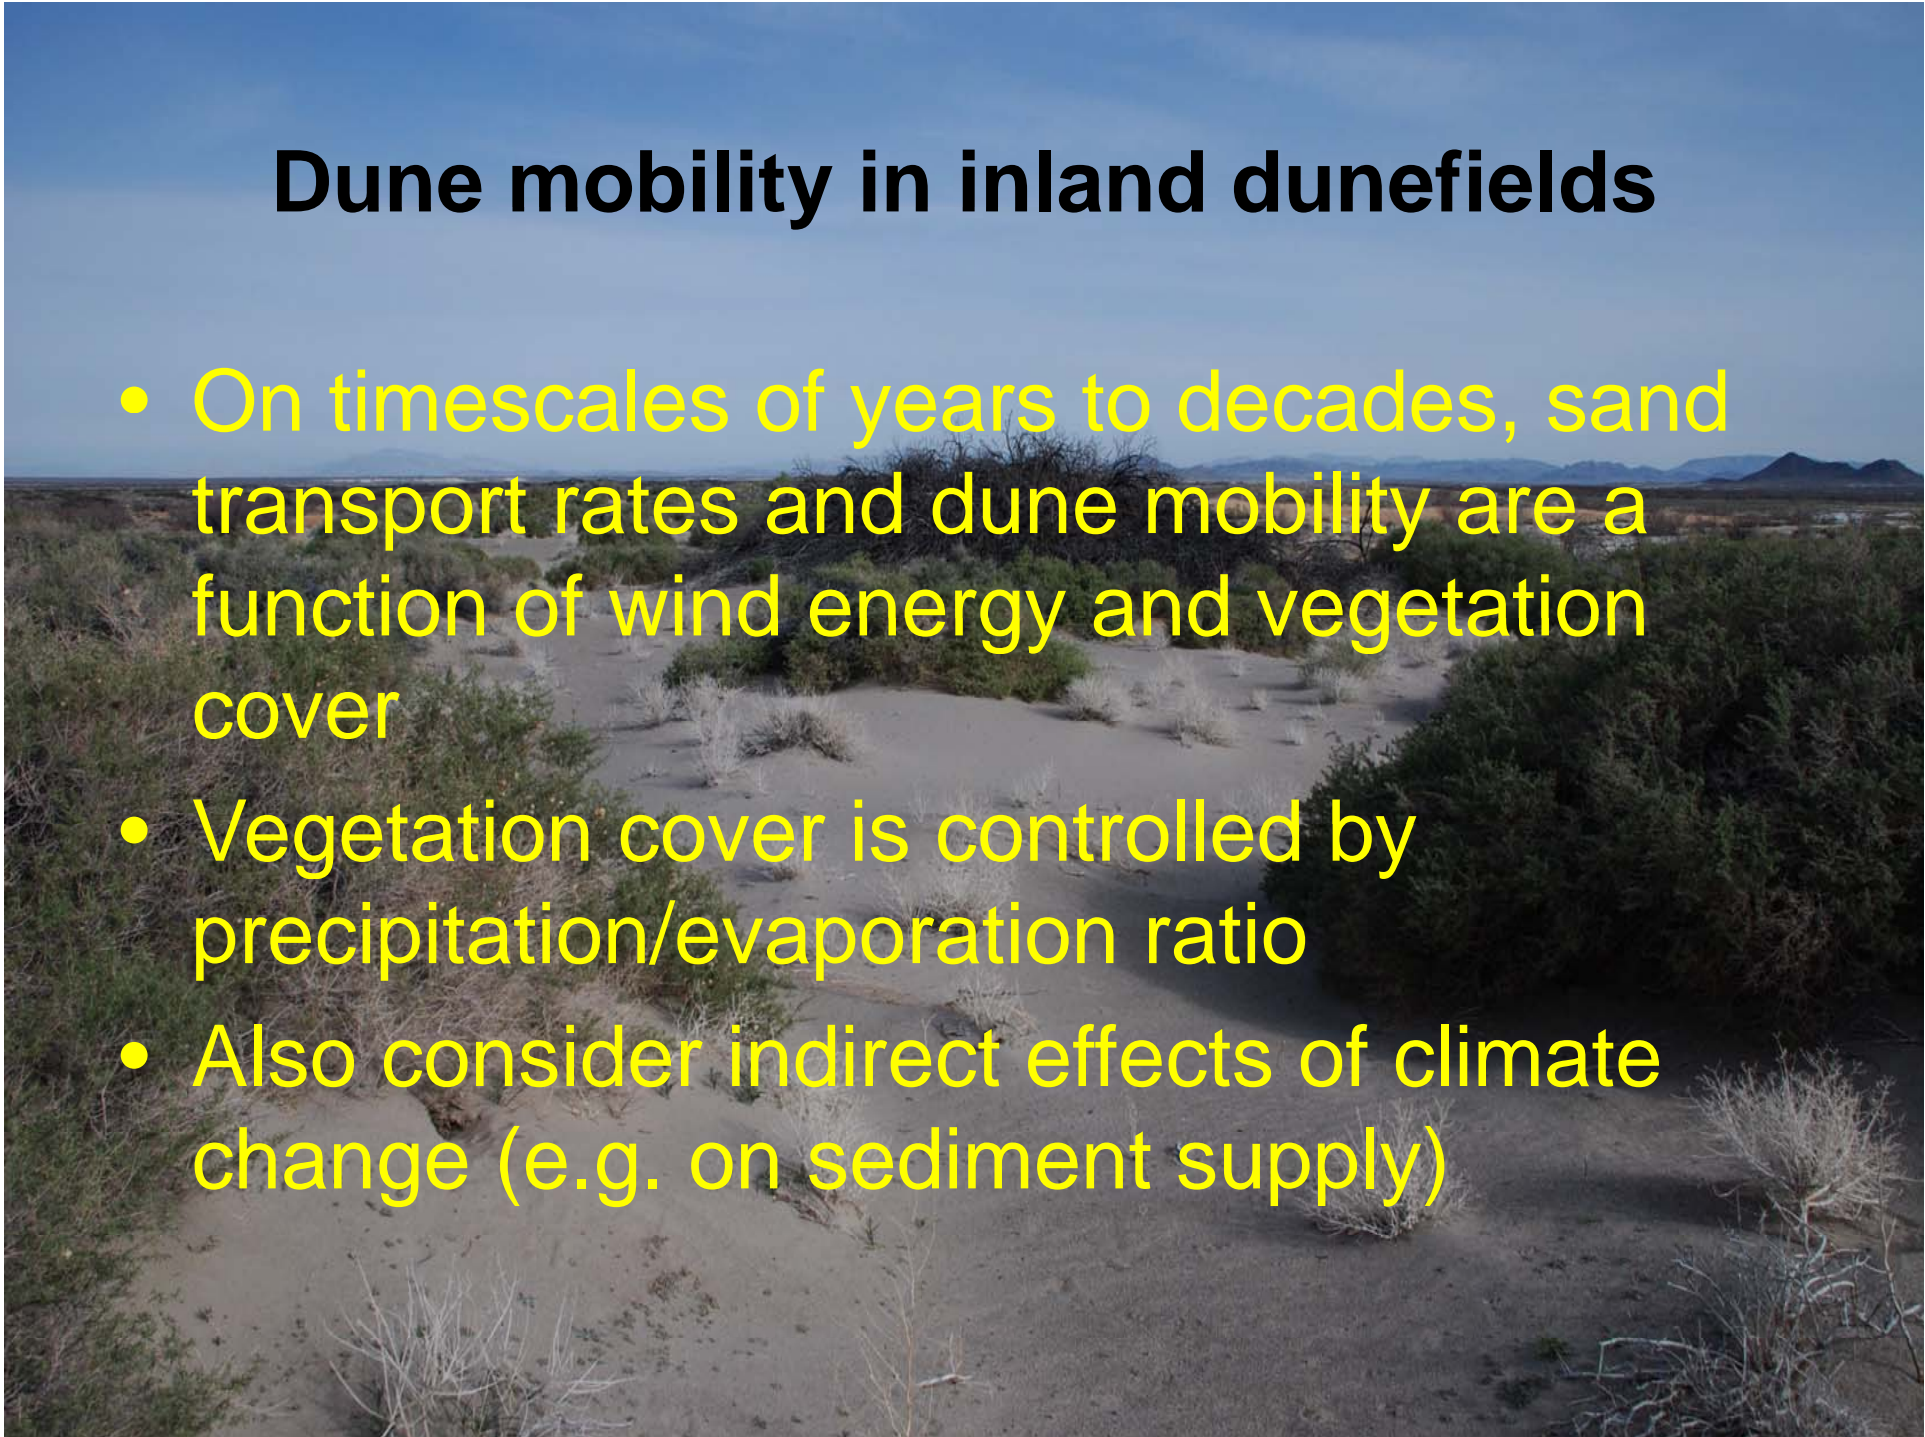 Dune mobility in inland dunefields
• On timescales of years to decades, sand
transport rates and dune mobility are a
function of wind energy and vegetation
cover
• Vegetation cover is controlled by
precipitation/evaporation ratio
• Also consider indirect effects of climate
change (e.g. on sediment supply)